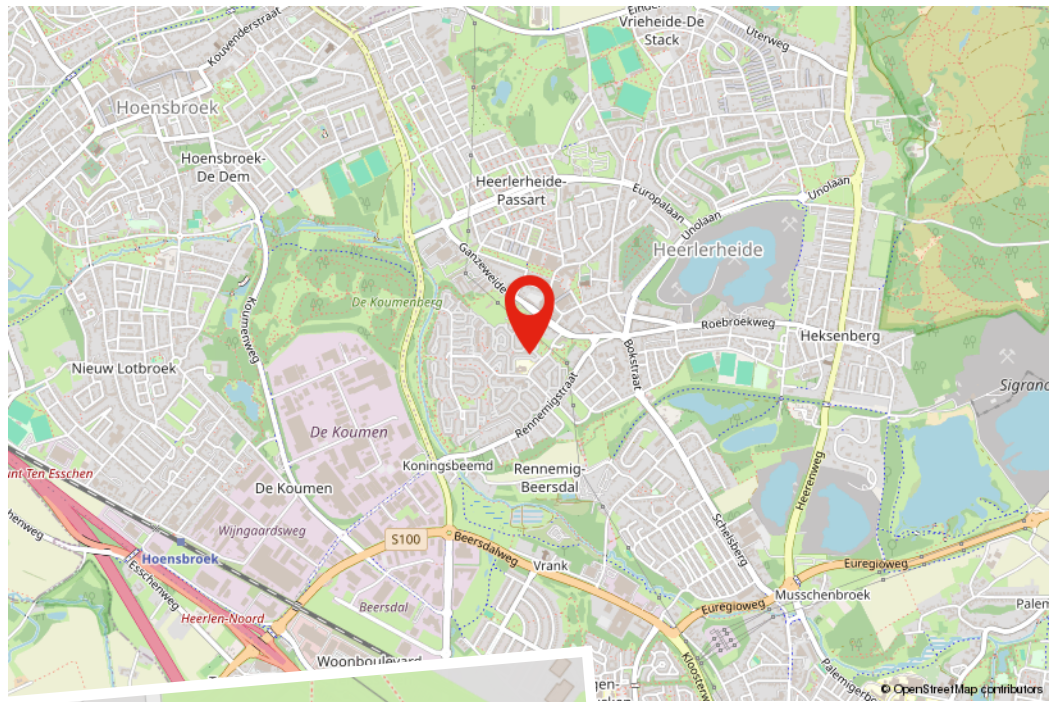 Vrieheide-De
Stack
Uterweg
Kouvenderstraat
Hoensbroek
Hoensbroek-
De Dem
Heerlerheide-
Passart
Europalaan
Unolaan
Unolaan
Heerlerheide
Ganzeweide
De Koumenberg
Koumenweg
Roebroekweg
Heksenberg
Bokstraat
Nieuw Lotbroek
Sigrano
Rennemigstraat
De Koumen
Koningsbeemd
Rennemig-
Beersdal
De Koumen
Heerenweg
Wijngaardsweg
Schelsberg
S100
Beersdalweg
Hoensbroek
Esschenweg
Vrank
Euregioweg
Euregioweg
Musschenbroek
Beersdal
Heerlen-Noord
Woonboulevard
© OpenStreetMap contributors